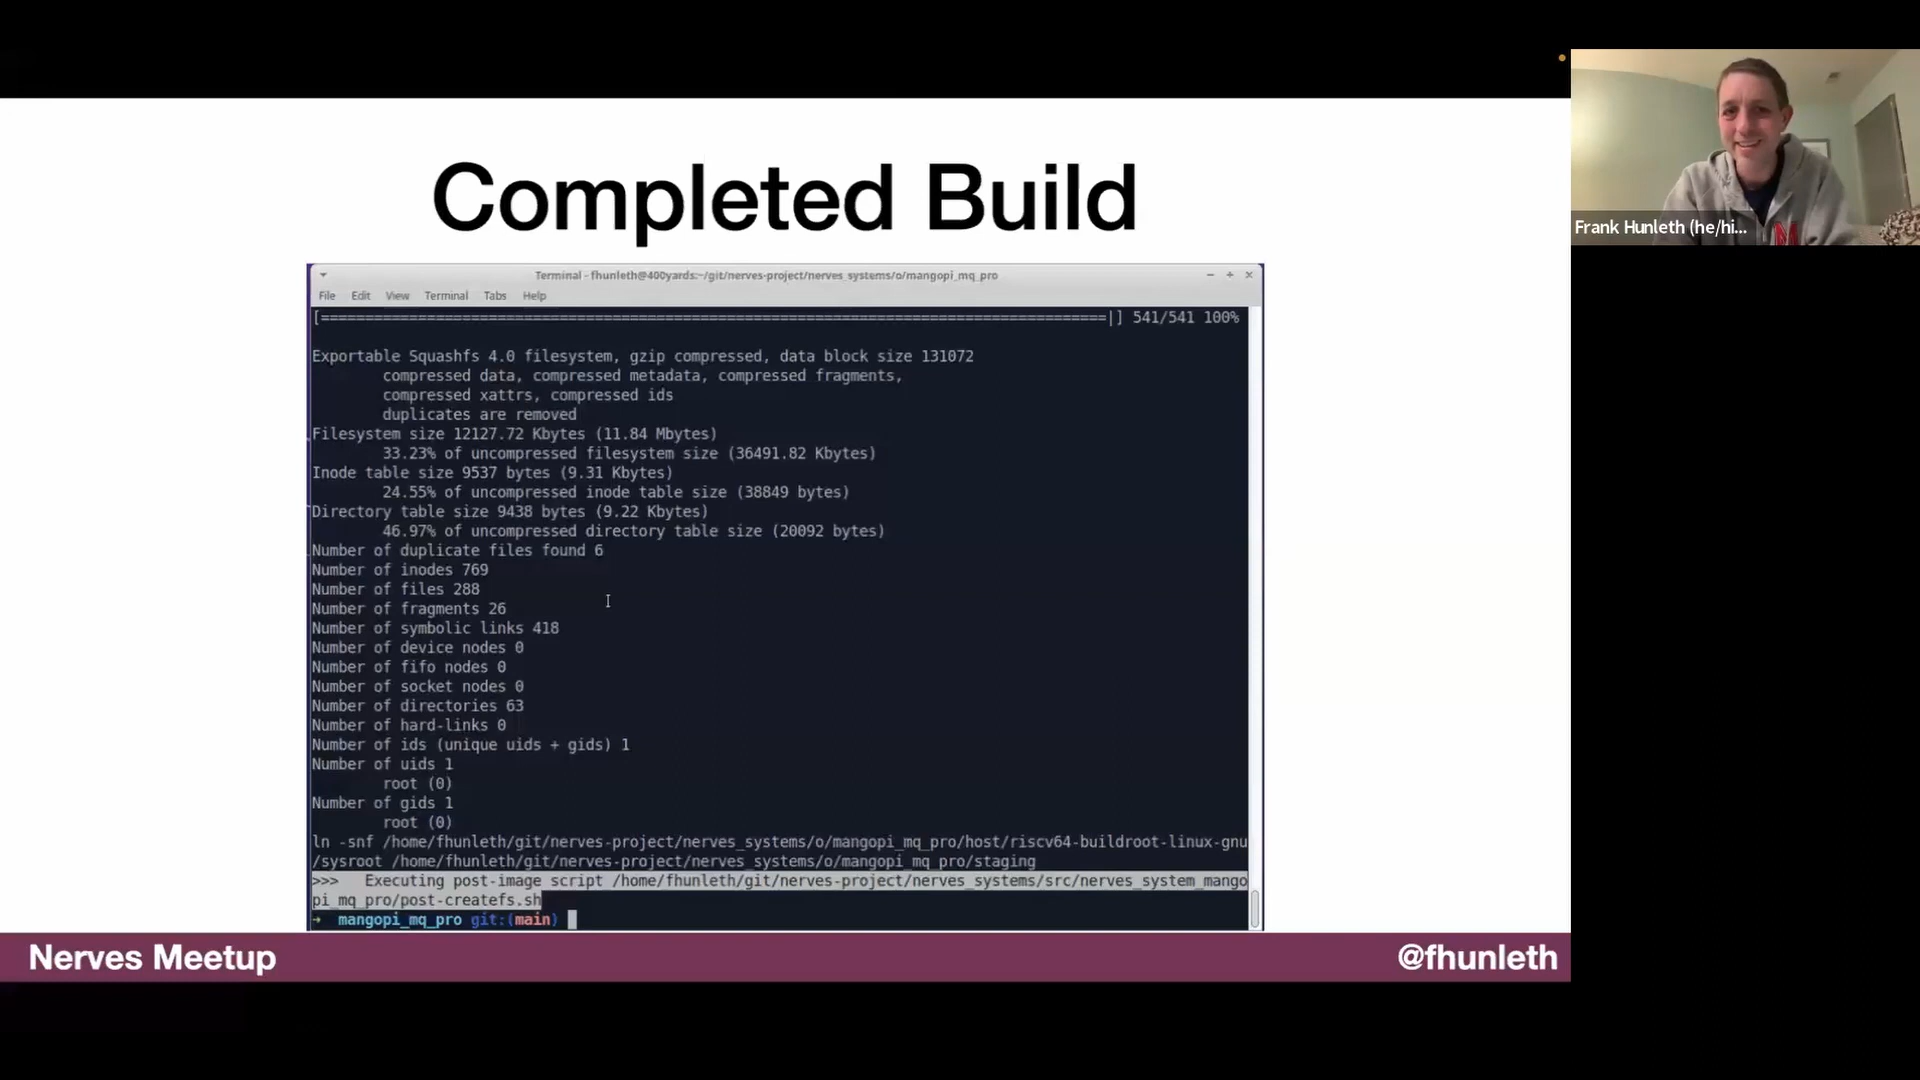 Completed Build
Frank Hunleth (he/hi...
Terminal - fhunleth@400yards:~/git/nerves-project/nerves_systems/o/mangopi_mq_pro
File Edit View Terminal Tabs Help
[=========================================================================================|] 541/541 100%
Exportable Squashfs 4.0 filesystem, gzip compressed, data block size 131072
compressed data, compressed metadata, compressed fragments,
compressed xattrs, compressed ids
duplicates are removed
Filesystem size 12127.72 Kbytes (11.84 Mbytes)
33.23% of uncompressed filesystem size (36491.82 Kbytes)
Inode table size 9537 bytes (9.31 Kbytes)
24.55% of uncompressed inode table size (38849 bytes)
Directory table size 9438 bytes (9.22 Kbytes)
46.97% of uncompressed directory table size (20092 bytes)
Number of duplicate files found 6
Number of inodes 769
Number of files 288
Number of fragments 26
Number of symbolic links 418
Number of device nodes 0
Number of fifo nodes 0
Number of socket nodes 0
Number of directories 63
Number of hard-links 0
Number of ids (unique uids + gids) 1
Number of uids 1
root (0)
Number of gids 1
root (0)
ln -snf /home/fhunleth/git/nerves-project/nerves_systems/o/mangopi_mq_pro/host/riscv64-buildroot-linux-gnu
/sysroot /home/fhunleth/git/nerves-project/nerves_systems/o/mangopi_mq_pro/staging
>>>   Executing post-image script /home/fhunleth/git/nerves-project/nerves_systems/src/nerves_system_mango
pi_mq_pro/post-createfs.sh
→ mangopi_mq_pro git:(main)
Nerves Meetup
@fhunleth
M